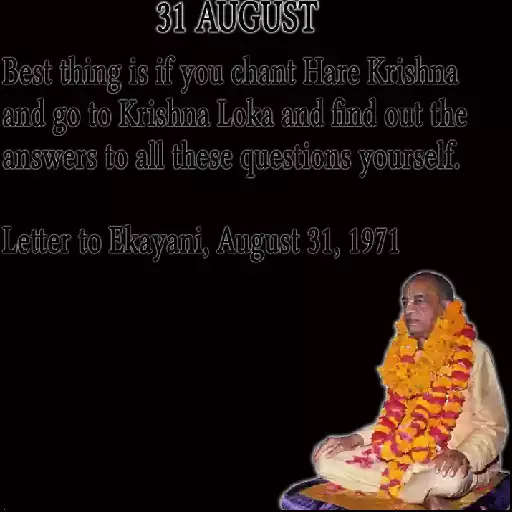 31 AUGUST
Best thing is if you chant Hare Krishna
and go to Krishna Loka and find out the
answers to all these questions yourself.
Letter to Ekayani, August 31, 1971